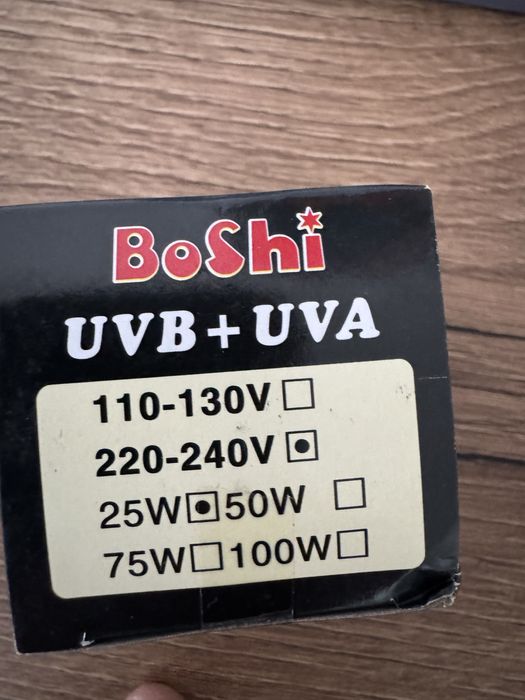 BoShi
UVB+UVA
110-130V
220-240V
25W 50W
75W 100W